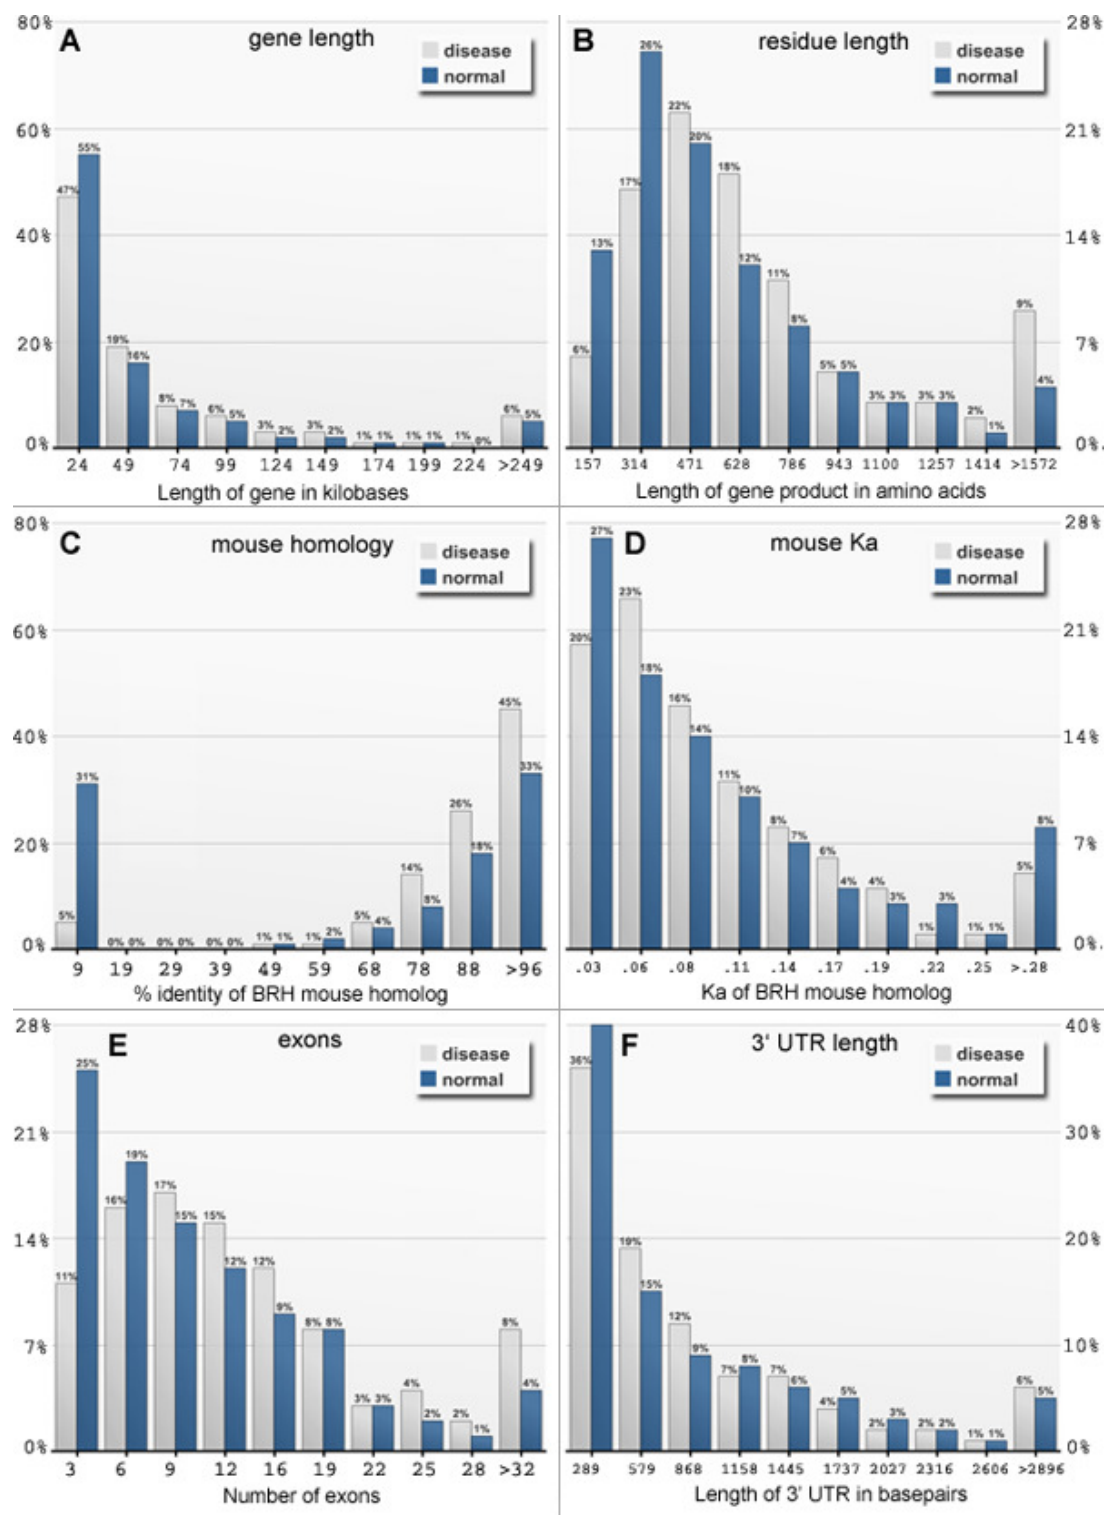 A gene length
disease
normal
80%
60%
40%
20%
0%
47% 55% 19% 16% 8% 7% 6% 5% 3% 2% 3% 2% 1% 1% 1% 1% 1% 0% 6% 5%
24 49 74 99 124 149 174 199 224 >249
Length of gene in kilobases
B residue length
disease
normal
28%
21%
14%
7%
0%.
6% 13% 17% 26% 22% 20% 18% 12% 11% 8% 5% 5% 3% 3% 3% 3% 2% 1% 9% 4%
157 314 471 628 786 943 1100 1257 1414 >1572
Length of gene product in amino acids
C mouse homology
disease
normal
80%
60%
40%
20%
0%
5% 31% 0% 0% 0% 0% 0% 0% 1% 1% 1% 2% 5% 4% 14% 8% 26% 18% 45% 33%
9 19 29 39 49 59 68 78 88 >96
% identity of BRH mouse homolog
D mouse Ka
disease
normal
28%
21%
14%
7%
0%.
20% 27% 23% 18% 16% 14% 11% 10% 8% 7% 6% 4% 4% 3% 1% 3% 1% 1% 5% 8%
.03 .06 .08 .11 .14 .17 .19 .22 .25 >.28
Ka of BRH mouse homolog
E exons
disease
normal
28%
21%
14%
7%
0%
11% 25% 16% 19% 17% 15% 15% 12% 12% 9% 8% 8% 3% 3% 4% 2% 2% 1% 8% 4%
3 6 9 12 16 19 22 25 28 >32
Number of exons
F 3' UTR length
disease
normal
40%
30%
20%
10%
0%
36% 19% 15% 12% 9% 7% 8% 7% 6% 4% 5% 2% 3% 2% 2% 1% 1% 6% 5%
289 579 868 1158 1445 1737 2027 2316 2606 >2896
Length of 3' UTR in basepairs